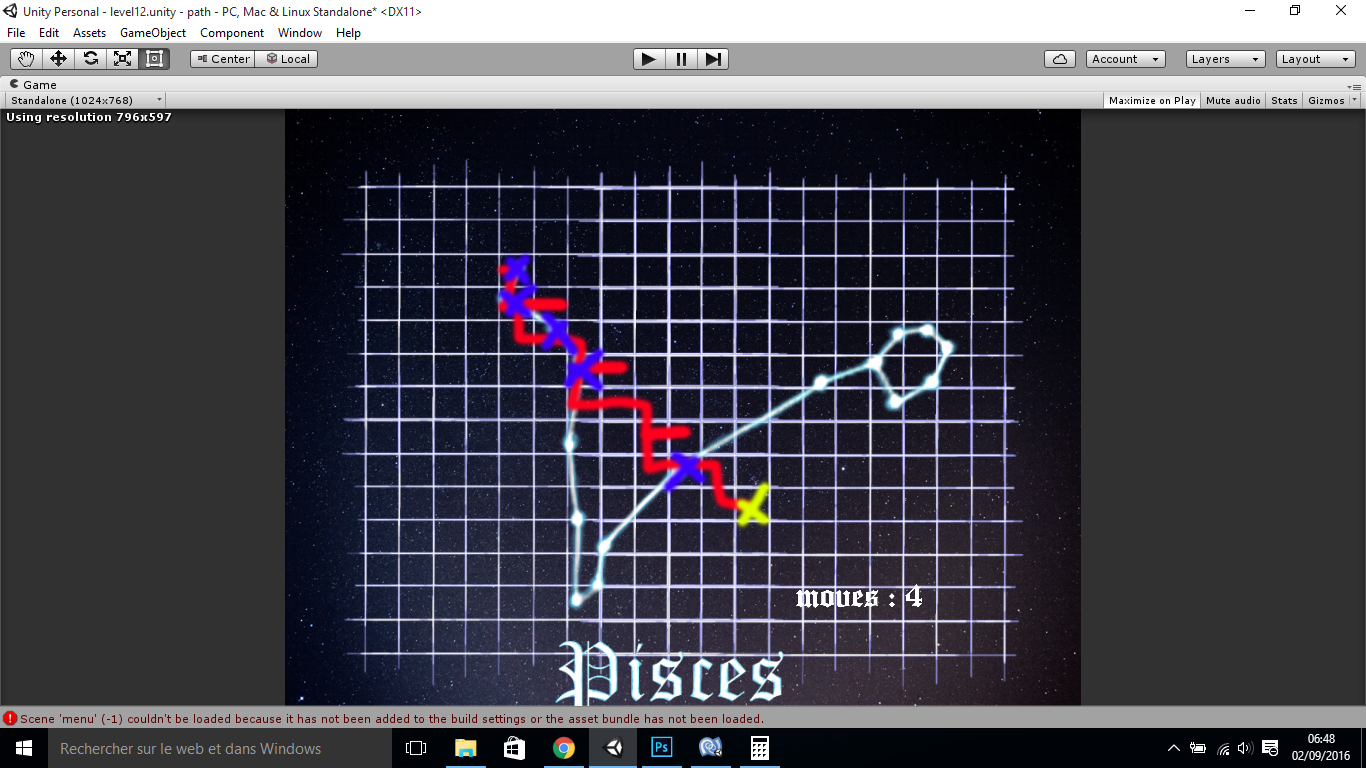 Unity Personal - level12.unity - path - PC, Mac & Linux Standalone* <DX11>
File Edit Assets GameObject Component Window Help
Center Local Account Layers Layout
Game
Standalone (1024x768) Maximize on Play Mute audio Stats Gizmos
Using resolution 796x597
moves : 4
Pisces
Scene 'menu' (-1) couldn't be loaded because it has not been added to the build settings or the asset bundle has not been loaded.
Rechercher sur le web et dans Windows Ps 06:48
02/09/2016